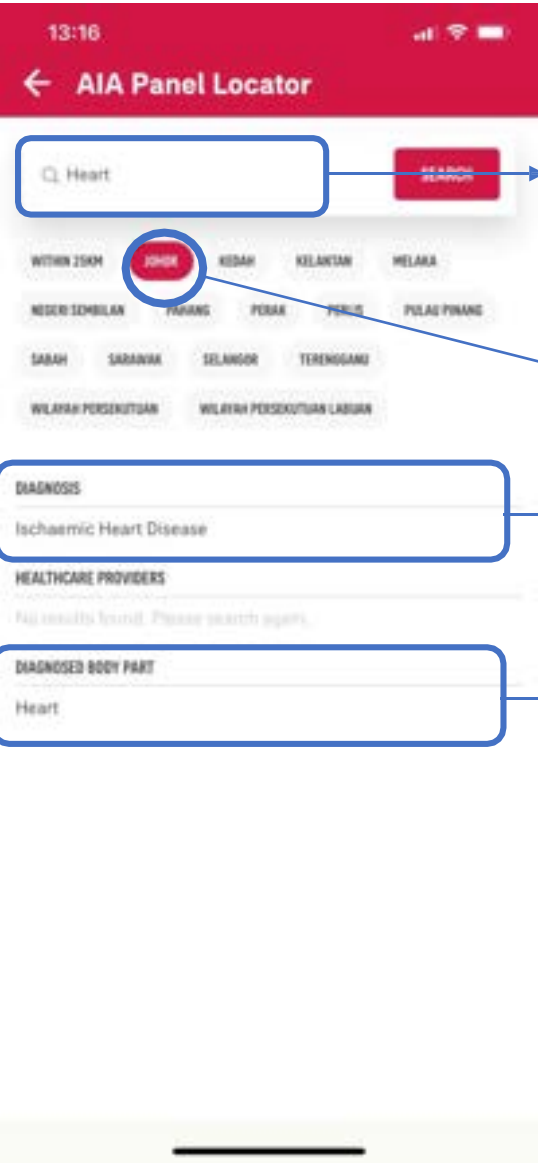 13:16
AIA Panel Locator
Heart
SEARCH
WITHIN 25KM JOHOR KEDAH KELANTAN MELAKA
NEGERI SEMBILAN PAHANG PERAK PERLIS PULAU PINANG
SABAH SARAWAK SELANGOR TERENGGANU
WILAYAH PERSEKUTUAN WILAYAH PERSEKUTUAN LABUAN
DIAGNOSIS
Ischaemic Heart Disease
HEALTHCARE PROVIDERS
No results found. Please search again.
DIAGNOSED BODY PART
Heart